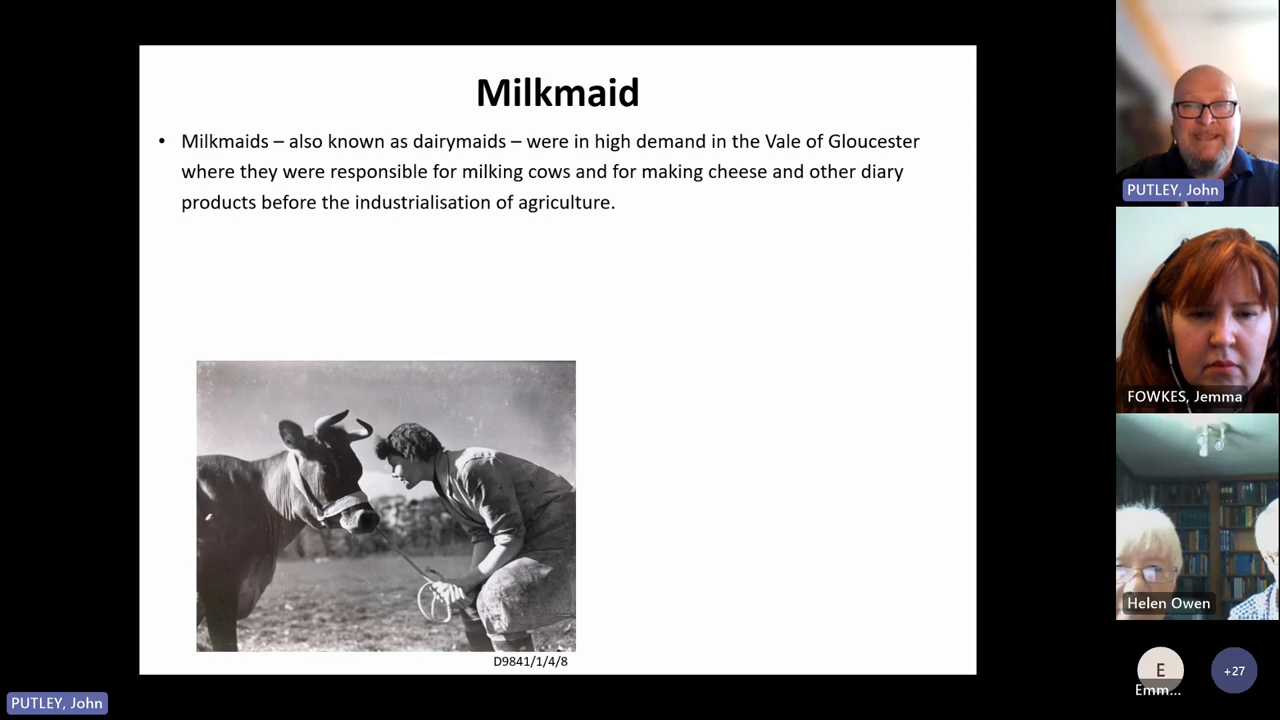 Milkmaid
• Milkmaids – also known as dairymaids – were in high demand in the Vale of Gloucester
where they were responsible for milking cows and for making cheese and other diary
products before the industrialisation of agriculture.
D9841/1/4/8
PUTLEY, John
FOWKES, Jemma
Helen Owen
E
Emm...
+27
PUTLEY, John